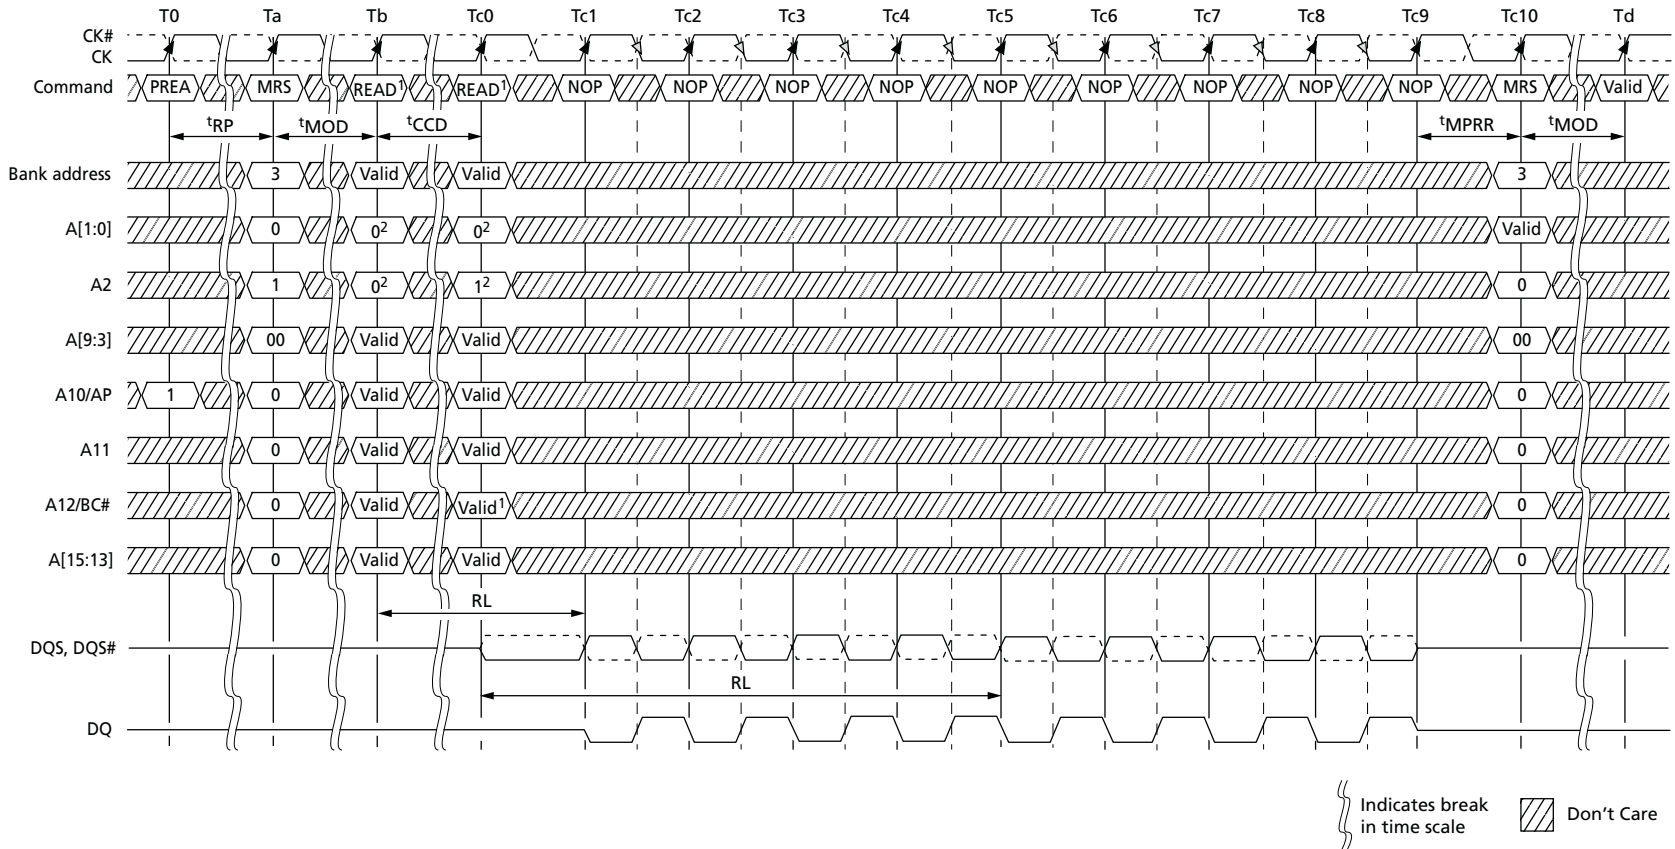 T0 Ta Tb Tc0 Tc1 Tc2 Tc3 Tc4 Tc5 Tc6 Tc7 Tc8 Tc9 Tc10 Td
CK#
CK
Command PREA MRS READ1 READ1 NOP NOP NOP NOP NOP NOP NOP NOP NOP MRS Valid
tRP tMOD tCCD tMPRR tMOD
Bank address 3 Valid Valid 3
A[1:0] 0 02 02 Valid
A2 1 02 12 0
A[9:3] 00 Valid Valid 00
A10/AP 1 0 Valid Valid 0
A11 0 Valid Valid 0
A12/BC# 0 Valid Valid1 0
A[15:13] 0 Valid Valid 0
RL
DQS, DQS#
RL
DQ
Indicates break
in time scale
Don't Care